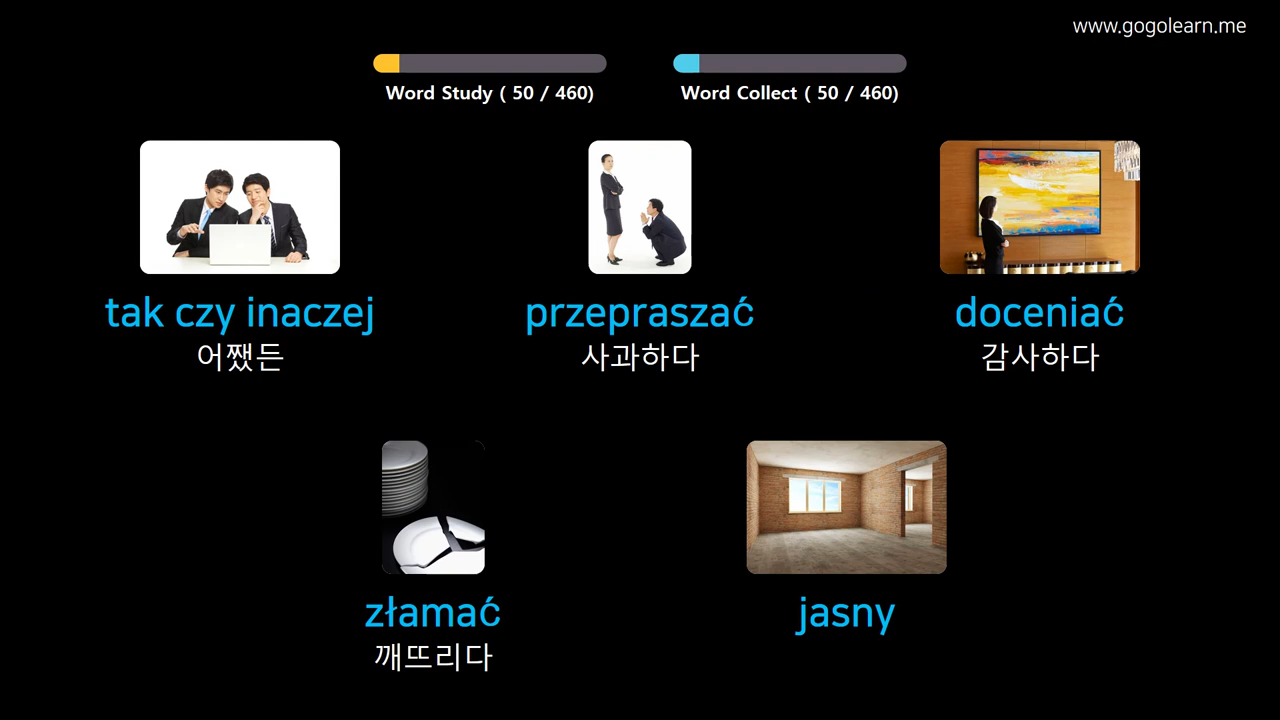 www.gogolearn.me
Word Study ( 50 / 460)
Word Collect ( 50 / 460)
tak czy inaczej
어쨌든
przepraszać
사과하다
doceniać
감사하다
złamać
깨뜨리다
jasny